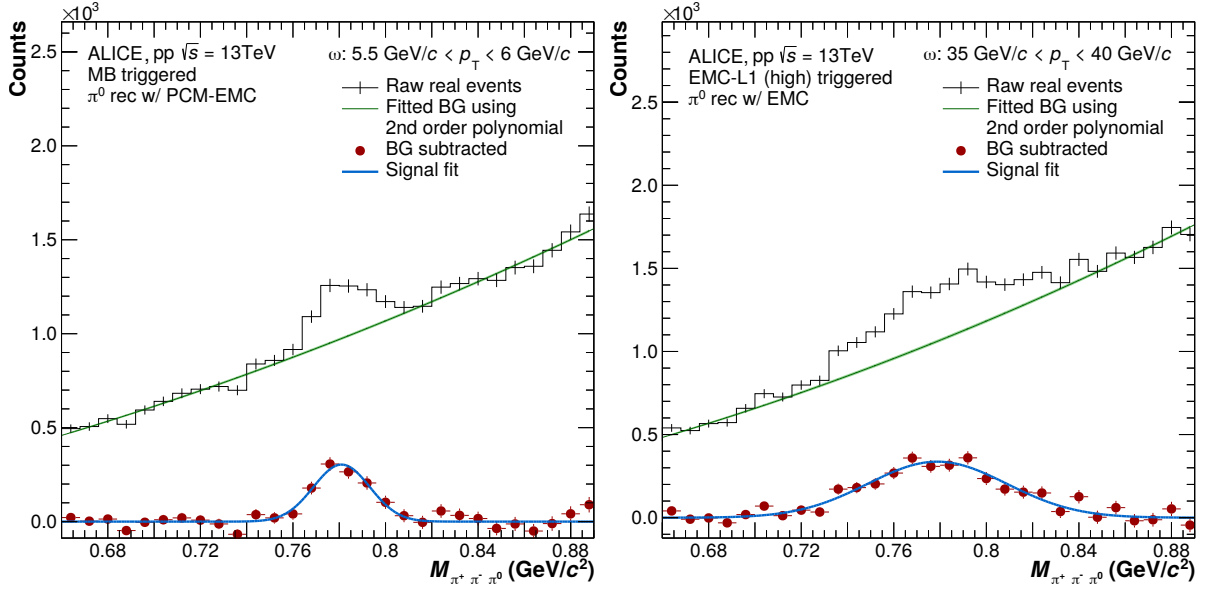 ×10³
Counts
ALICE, pp √s = 13TeV
MB triggered
π⁰ rec w/ PCM-EMC
ω: 5.5 GeV/c < p_T < 6 GeV/c
Raw real events
Fitted BG using
2nd order polynomial
BG subtracted
Signal fit
2.5
2.0
1.5
1.0
0.5
0.0
0.68 0.72 0.76 0.8 0.84 0.88
M_π⁺ π⁻ π⁰ (GeV/c²)
×10³
Counts
ALICE, pp √s = 13TeV
EMC-L1 (high) triggered
π⁰ rec w/ EMC
ω: 35 GeV/c < p_T < 40 GeV/c
Raw real events
Fitted BG using
2nd order polynomial
BG subtracted
Signal fit
2.5
2.0
1.5
1.0
0.5
0.0
0.68 0.72 0.76 0.8 0.84 0.88
M_π⁺ π⁻ π⁰ (GeV/c²)